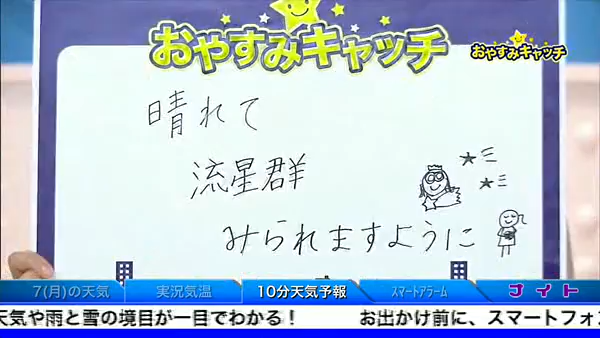 おやすみキャッチ
おやすみキャッチ
晴れて
流星群
みられますように
7(月)の天気
実況気温
10分天気予報
スマートアラーム
ナイト
天気や雨と雪の境目が一目でわかる！
お出かけ前に、スマートフォン